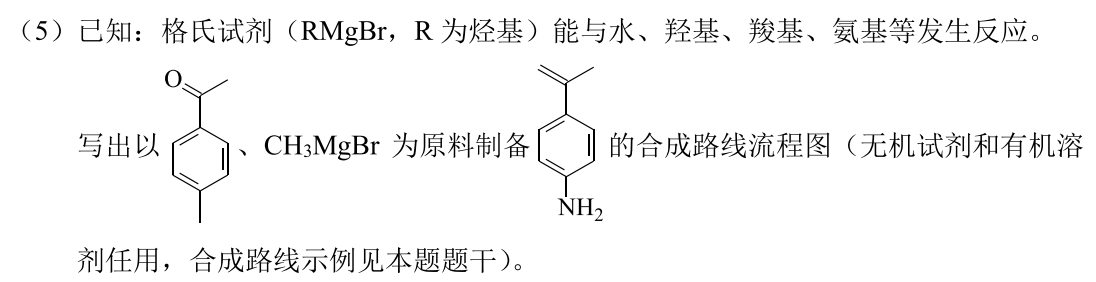 （5）已知：格氏试剂（RMgBr，R 为烃基）能与水、羟基、羧基、氨基等发生反应。
O
写出以 、CH₃MgBr 为原料制备 的合成路线流程图（无机试剂和有机溶
NH₂
剂任用，合成路线示例见本题题干）。